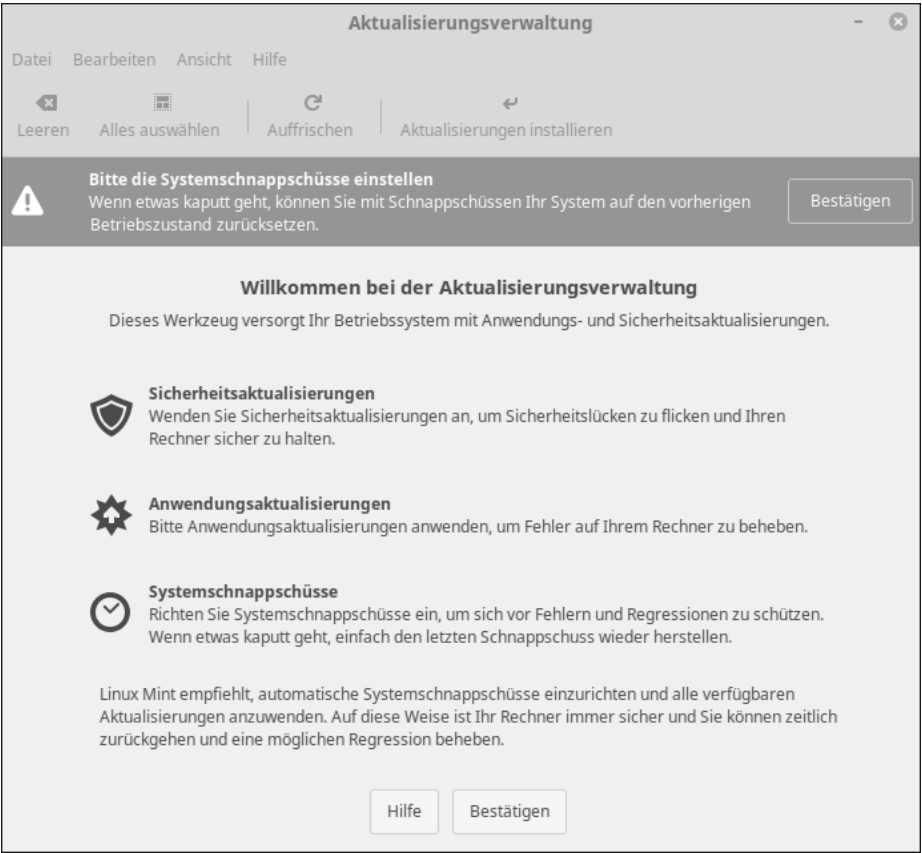 Aktualisierungsverwaltung
Datei Bearbeiten Ansicht Hilfe
Leeren Alles auswählen Auffrischen Aktualisierungen installieren
Bitte die Systemschnappschüsse einstellen
Wenn etwas kaputt geht, können Sie mit Schnappschüssen Ihr System auf den vorherigen
Betriebszustand zurücksetzen.
Bestätigen
Willkommen bei der Aktualisierungsverwaltung
Dieses Werkzeug versorgt Ihr Betriebssystem mit Anwendungs- und Sicherheitsaktualisierungen.
Sicherheitsaktualisierungen
Wenden Sie Sicherheitsaktualisierungen an, um Sicherheitslücken zu flicken und Ihren
Rechner sicher zu halten.
Anwendungsaktualisierungen
Bitte Anwendungsaktualisierungen anwenden, um Fehler auf Ihrem Rechner zu beheben.
Systemschnappschüsse
Richten Sie Systemschnappschüsse ein, um sich vor Fehlern und Regressionen zu schützen.
Wenn etwas kaputt geht, einfach den letzten Schnappschuss wieder herstellen.
Linux Mint empfiehlt, automatische Systemschnappschüsse einzurichten und alle verfügbaren
Aktualisierungen anzuwenden. Auf diese Weise ist Ihr Rechner immer sicher und Sie können zeitlich
zurückgehen und eine möglichen Regression beheben.
Hilfe Bestätigen